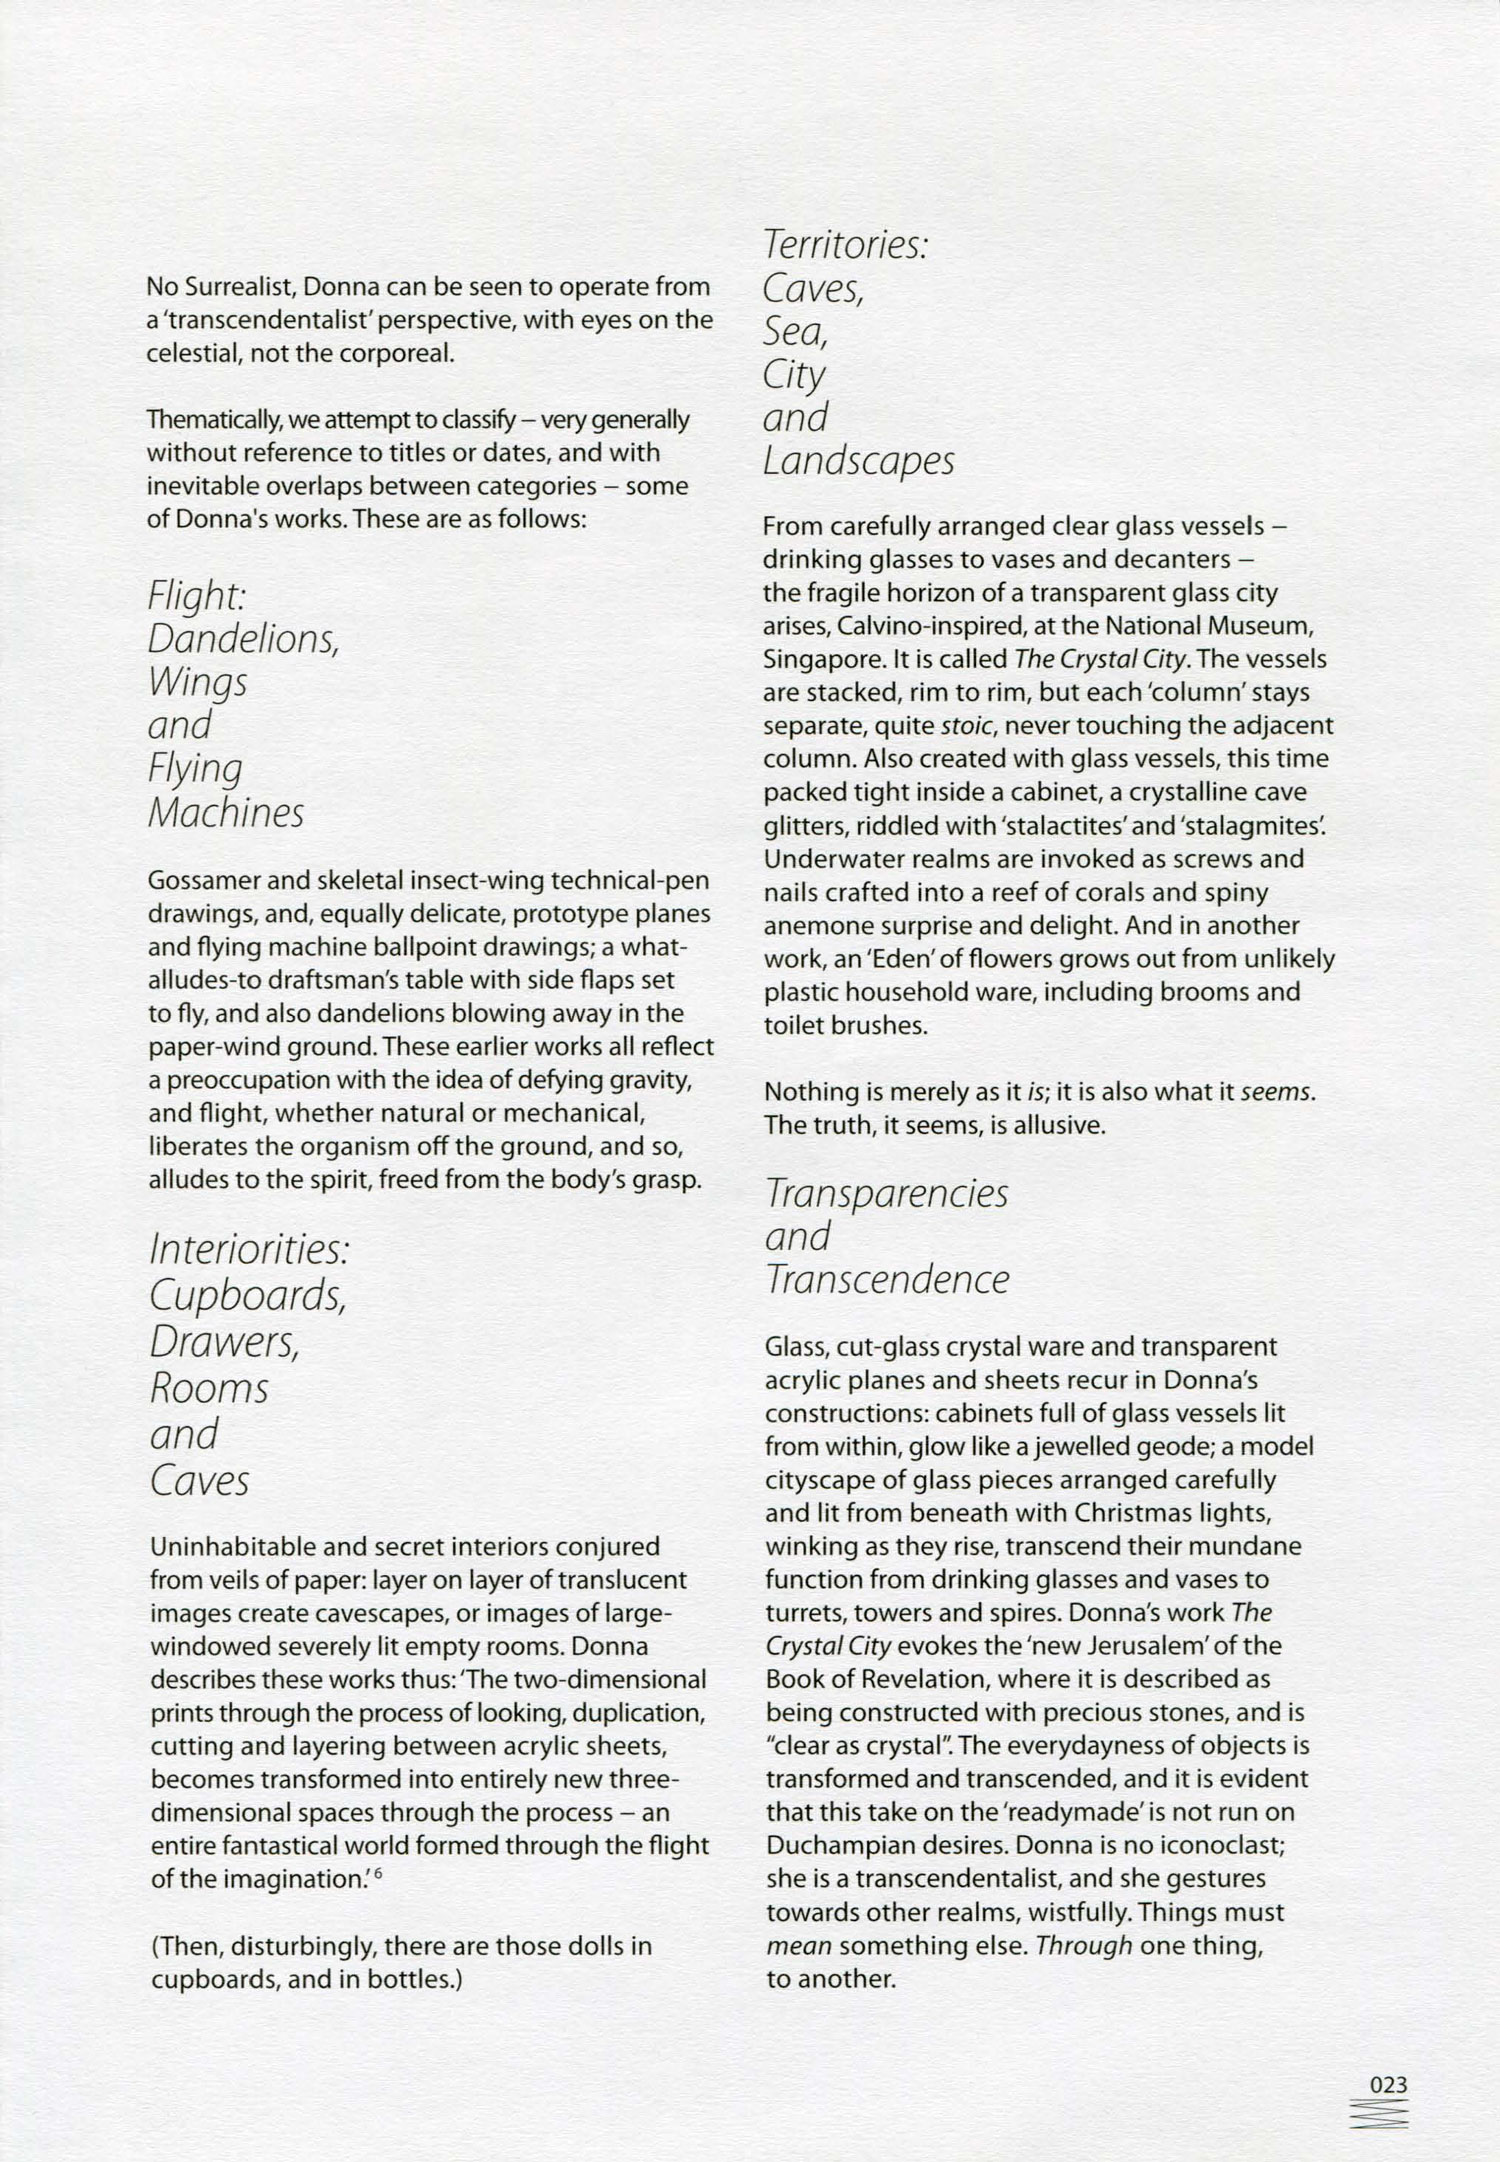 No Surrealist, Donna can be seen to operate from
a ‘transcendentalist’ perspective, with eyes on the
celestial, not the corporeal.
Thematically, we attempt to classify – very generally
without reference to titles or dates, and with
inevitable overlaps between categories – some
of Donna's works. These are as follows:
Flight:
Dandelions,
Wings
and
Flying
Machines
Gossamer and skeletal insect-wing technical-pen
drawings, and, equally delicate, prototype planes
and flying machine ballpoint drawings; a what-
alludes-to draftsman’s table with side flaps set
to fly, and also dandelions blowing away in the
paper-wind ground. These earlier works all reflect
a preoccupation with the idea of defying gravity,
and flight, whether natural or mechanical,
liberates the organism off the ground, and so,
alludes to the spirit, freed from the body’s grasp.
Interiorities:
Cupboards,
Drawers,
Rooms
and
Caves
Uninhabitable and secret interiors conjured
from veils of paper: layer on layer of translucent
images create cavescapes, or images of large-
windowed severely lit empty rooms. Donna
describes these works thus: ‘The two-dimensional
prints through the process of looking, duplication,
cutting and layering between acrylic sheets,
becomes transformed into entirely new three-
dimensional spaces through the process – an
entire fantastical world formed through the flight
of the imagination.’ 6
(Then, disturbingly, there are those dolls in
cupboards, and in bottles.)
Territories:
Caves,
Sea,
City
and
Landscapes
From carefully arranged clear glass vessels –
drinking glasses to vases and decanters –
the fragile horizon of a transparent glass city
arises, Calvino-inspired, at the National Museum,
Singapore. It is called The Crystal City. The vessels
are stacked, rim to rim, but each ‘column’ stays
separate, quite stoic, never touching the adjacent
column. Also created with glass vessels, this time
packed tight inside a cabinet, a crystalline cave
glitters, riddled with ‘stalactites’ and ‘stalagmites’.
Underwater realms are invoked as screws and
nails crafted into a reef of corals and spiny
anemone surprise and delight. And in another
work, an ‘Eden’ of flowers grows out from unlikely
plastic household ware, including brooms and
toilet brushes.
Nothing is merely as it is; it is also what it seems.
The truth, it seems, is allusive.
Transparencies
and
Transcendence
Glass, cut-glass crystal ware and transparent
acrylic planes and sheets recur in Donna’s
constructions: cabinets full of glass vessels lit
from within, glow like a jewelled geode; a model
cityscape of glass pieces arranged carefully
and lit from beneath with Christmas lights,
winking as they rise, transcend their mundane
function from drinking glasses and vases to
turrets, towers and spires. Donna’s work The
Crystal City evokes the ‘new Jerusalem’ of the
Book of Revelation, where it is described as
being constructed with precious stones, and is
“clear as crystal”. The everydayness of objects is
transformed and transcended, and it is evident
that this take on the ‘readymade’ is not run on
Duchampian desires. Donna is no iconoclast;
she is a transcendentalist, and she gestures
towards other realms, wistfully. Things must
mean something else. Through one thing,
to another.
023